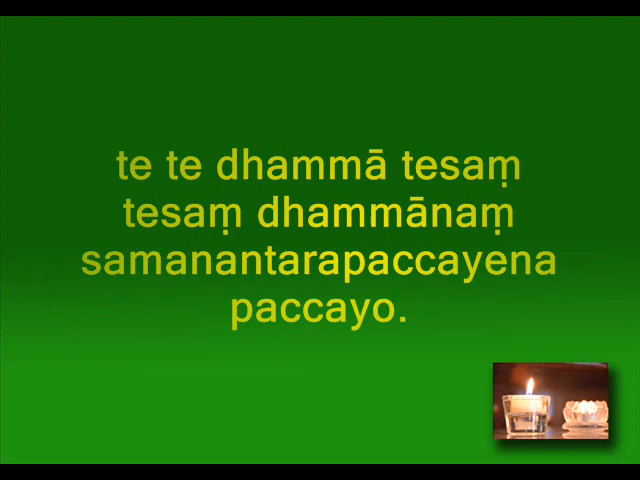 te te dhammā tesaṃ
tesaṃ dhammānaṃ
samanantarapaccayena
paccayo.